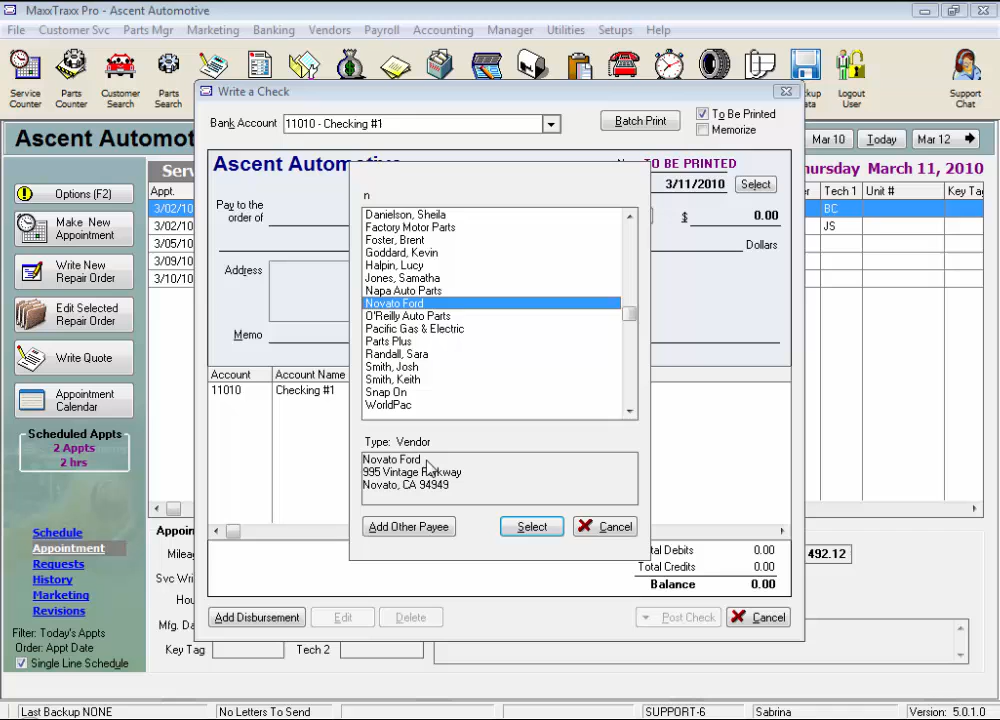 MaxxTraxx Pro - Ascent Automotive
File Customer Svc Parts Mgr Marketing Banking Vendors Payroll Accounting Manager Utilities Setups Help
Service Counter
Parts Counter
Customer Search
Parts Search
Logout User
Support Chat
Write a Check
Bank Account 11010 - Checking #1
Batch Print
To Be Printed
Memorize
Ascent Automot
Mar 10 Today Mar 12
March 11, 2010
Options (F2)
Make New Appointment
Write New Repair Order
Edit Selected Repair Order
Write Quote
Appointment Calendar
Scheduled Appts
2 Appts
2 hrs
Schedule
Appointment
Requests
History
Marketing
Revisions
Filter: Today's Appts
Order: Appt Date
Single Line Schedule
Appt.
3/02/10
3/02/10
3/05/10
3/09/10
3/10/10
Tech 1 Unit # Key Tag
BC
JS
Ascent Automotive
TO BE PRINTED
3/11/2010 Select
Pay to the order of
$ 0.00
Dollars
Address
Memo
Account Account Name
11010 Checking #1
n
Danielson, Sheila
Factory Motor Parts
Foster, Brent
Goddard, Kevin
Halpin, Lucy
Jones, Samatha
Napa Auto Parts
Novato Ford
O'Reilly Auto Parts
Pacific Gas & Electric
Parts Plus
Randall, Sara
Smith, Josh
Smith, Keith
Snap On
WorldPac
Type: Vendor
Novato Ford
995 Vintage Parkway
Novato, CA 94949
Add Other Payee Select Cancel
tal Debits 0.00
Total Credits 0.00
Balance 0.00
492.12
Add Disbursement Edit Delete Post Check Cancel
Key Tag Tech 2
Last Backup NONE No Letters To Send SUPPORT-6 Sabrina Version: 5.0.1.0